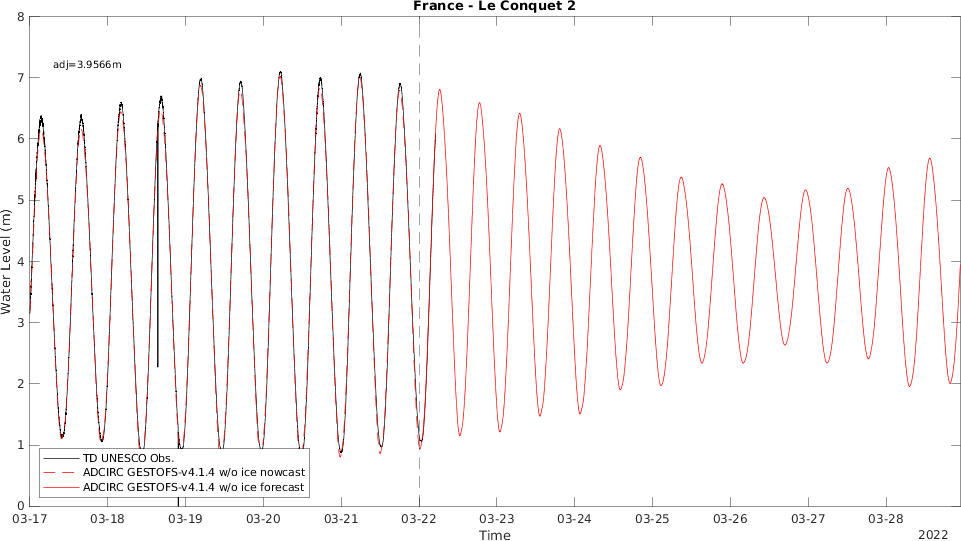 France - Le Conquet 2
adj=3.9566m
Water Level (m)
8
7
6
5
4
3
2
1
0
TD UNESCO Obs.
ADCIRC GESTOFS-v4.1.4 w/o ice nowcast
ADCIRC GESTOFS-v4.1.4 w/o ice forecast
03-17 03-18 03-19 03-20 03-21 03-22 03-23 03-24 03-25 03-26 03-27 03-28
Time
2022